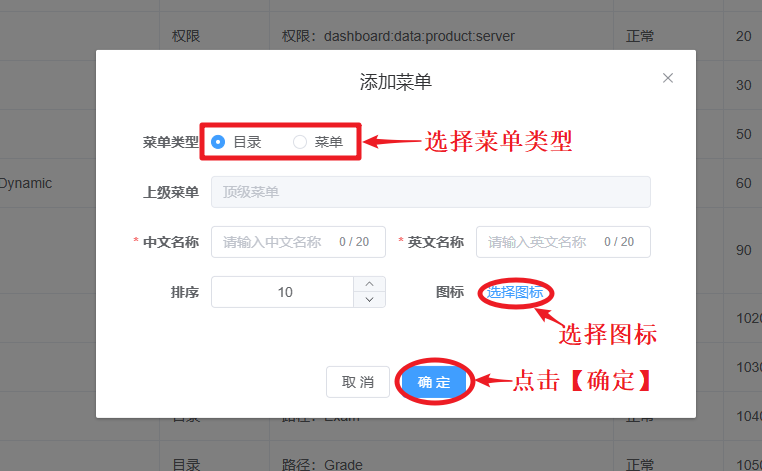 权限 权限：dashboard:data:product:server 正常 20
添加菜单
30
菜单类型 目录 菜单 选择菜单类型
50
Dynamic 上级菜单 顶级菜单 60
* 中文名称 请输入中文名称 0 / 20 * 英文名称 请输入英文名称 0 / 20
90
排序 10 图标 选择图标
选择图标
1020
1030
取 消 确 定 点击【确定】
目录 路径：Exam 正常 1040
目录 路径：Grade 正常 1050